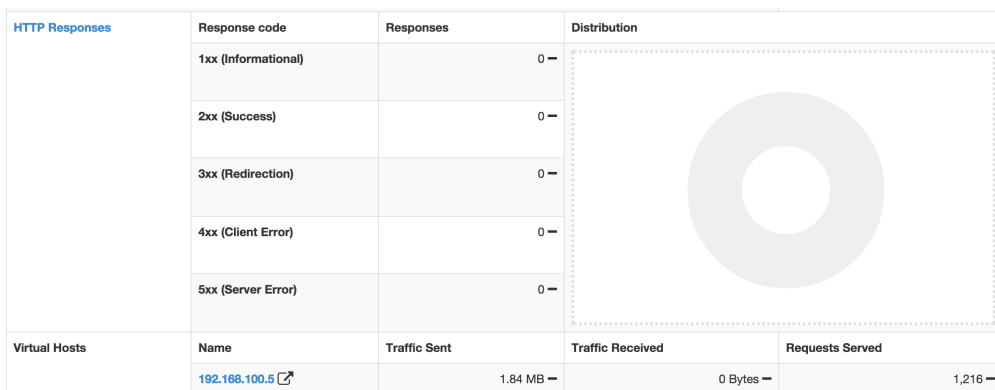 HTTP Responses Response code Responses Distribution
1xx (Informational) 0
2xx (Success) 0
3xx (Redirection) 0
4xx (Client Error) 0
5xx (Server Error) 0
Virtual Hosts Name Traffic Sent Traffic Received Requests Served
192.168.100.5 1.84 MB 0 Bytes 1,216